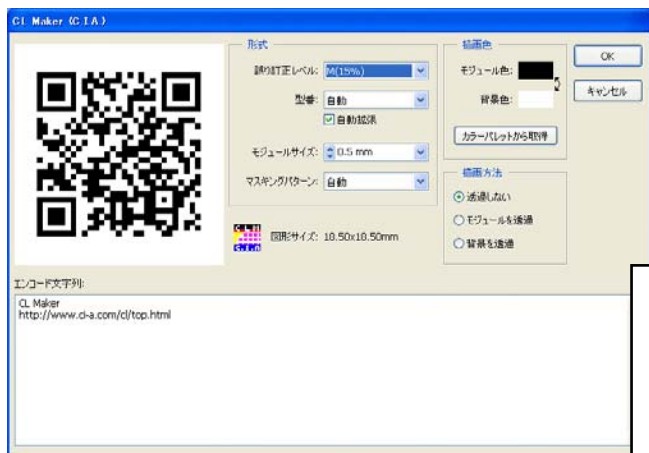 CL Maker (C I A)
形式
誤り訂正レベル: M(15%)
型番: 自動
自動拡張
モジュールサイズ: 0.5 mm
マスキングパターン: 自動
図形サイズ: 18.50x18.50mm
描画色
モジュール色:
背景色:
カラーパレットから取得
描画方法
透過しない
モジュールを透過
背景を透過
OK
キャンセル
エンコード文字列:
CL Maker
http://www.ci-a.com/cl/top.html